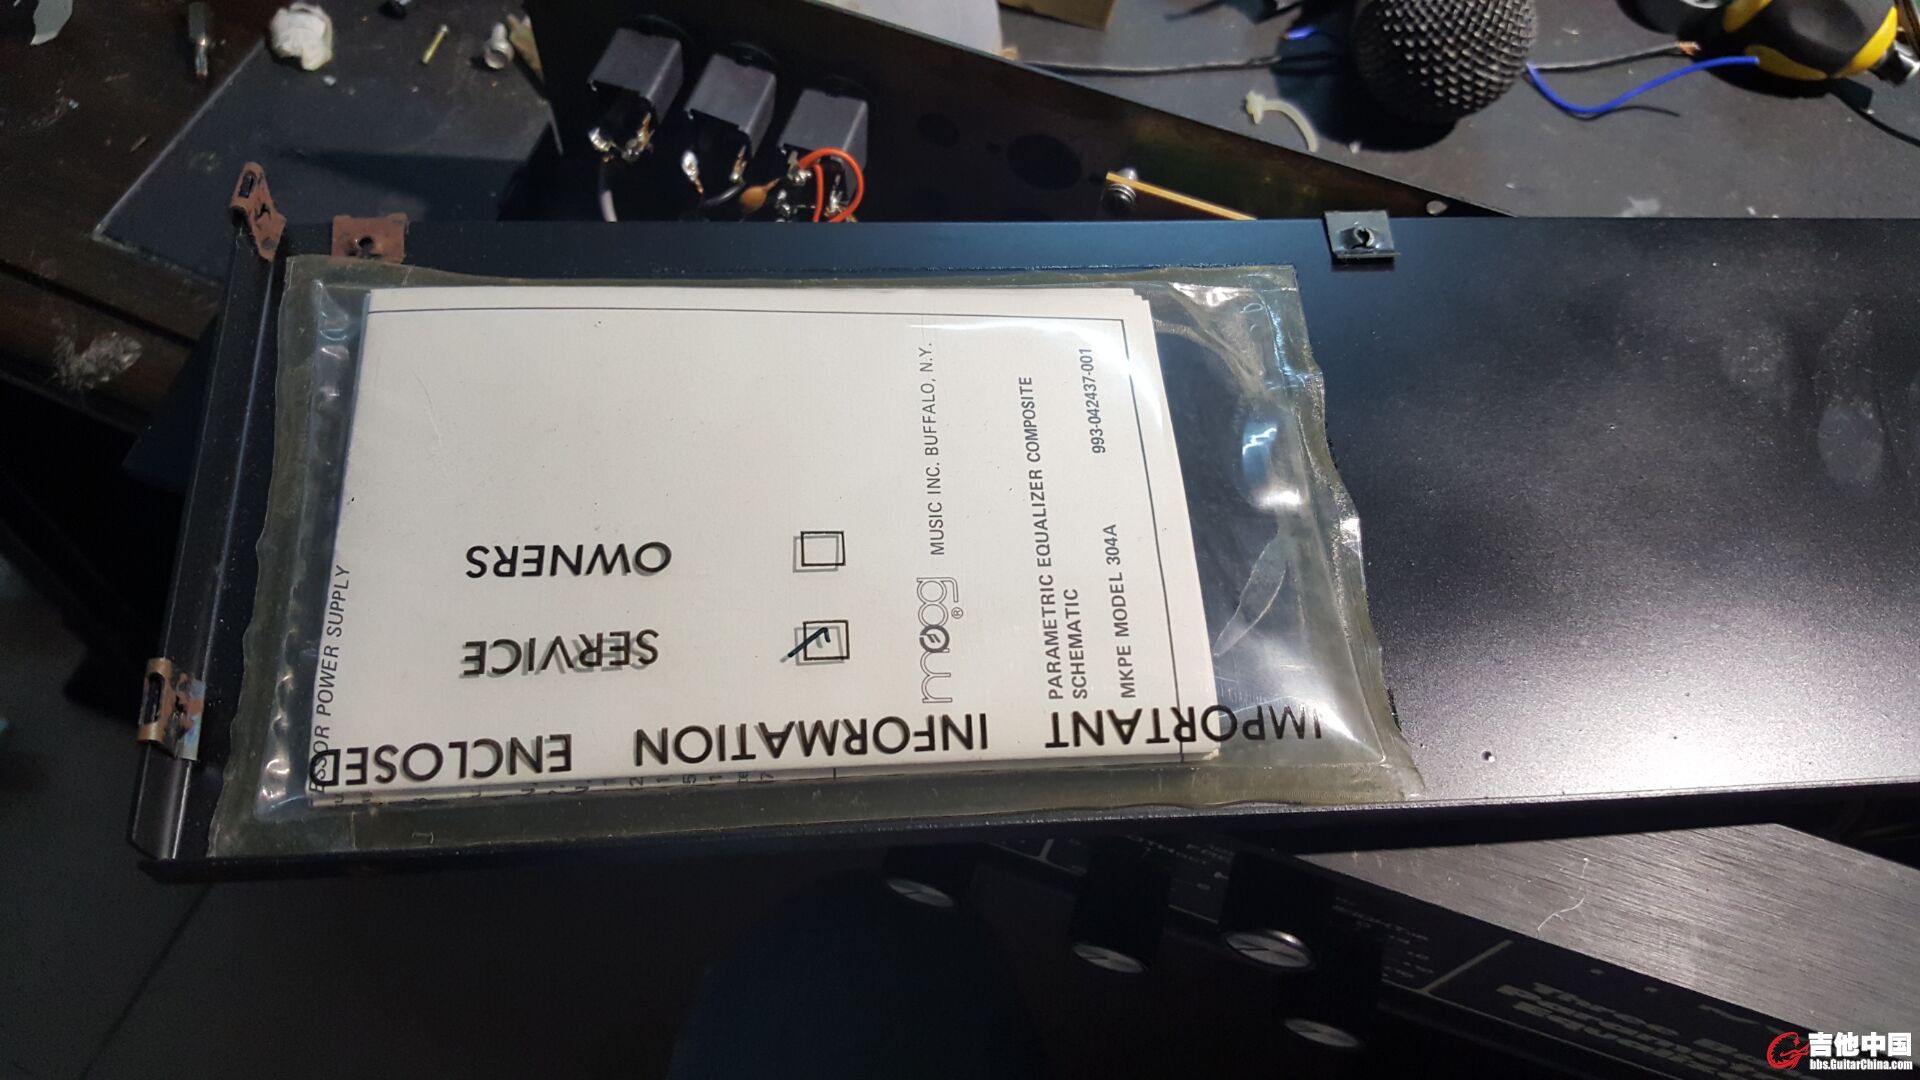 IMPORTANT INFORMATION ENCLOSED
SERVICE
OWNERS
moog® MUSIC INC. BUFFALO, N.Y.
PARAMETRIC EQUALIZER COMPOSITE
SCHEMATIC
MKPE MODEL 304A 993-042437-001
POWER SUPPLY
Three
吉他中国
bbs.GuitarChina.com